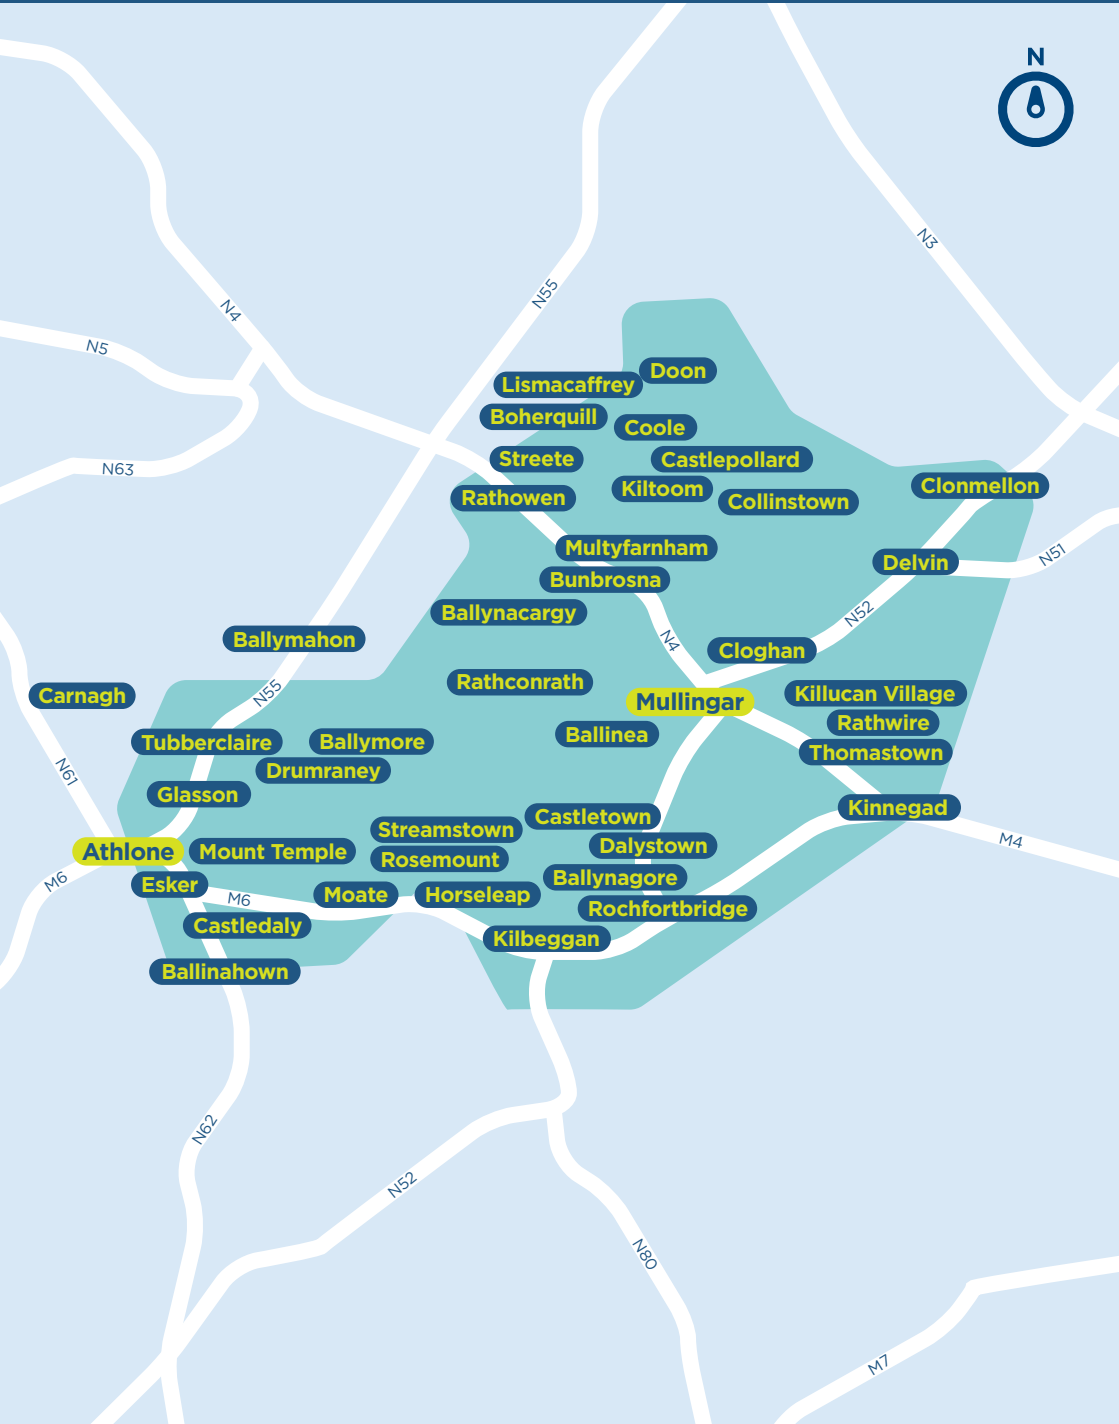 N
N3
N55
N4
N5
Doon
Lismacaffrey
Boherquill
Coole
Streete
Castlepollard
N63
Kiltoom
Clonmellon
Rathowen
Collinstown
Multyfarnham
N51
Delvin
Bunbrosna
Ballynacargy
N52
Ballymahon
N4
Cloghan
Rathconrath
N55
Carnagh
Killucan Village
Mullingar
Rathwire
Ballinea
Tubberclaire
Ballymore
Thomastown
N61
Drumraney
Glasson
Kinnegad
Castletown
Streamstown
M4
Dalystown
Athlone
Mount Temple
Rosemount
M6
Ballynagore
Esker
M6
Moate
Horseleap
Rochfortbridge
Castledaly
Kilbeggan
Ballinahown
N62
N52
N80
M7